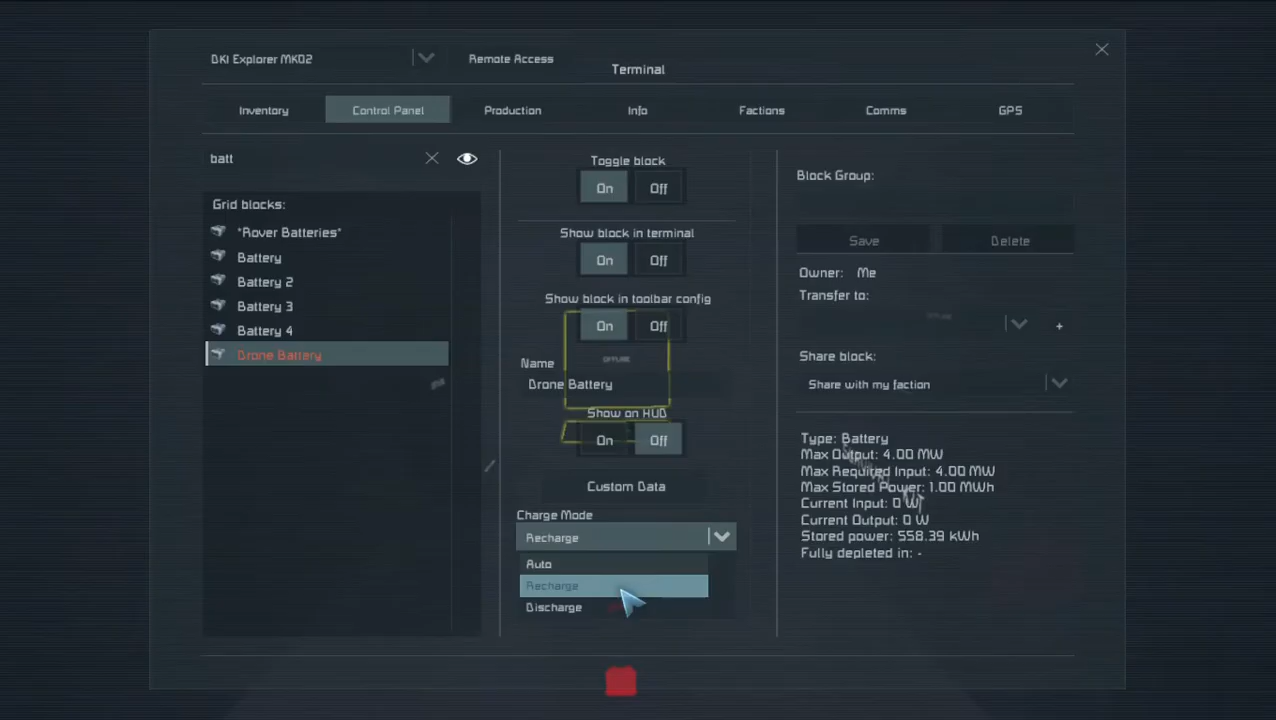 DKI Explorer MK02
Remote Access
Terminal
Inventory
Control Panel
Production
Info
Factions
Comms
GPS
batt
Grid blocks:
*Rover Batteries*
Battery
Battery 2
Battery 3
Battery 4
Drone Battery
Toggle block
On Off
Show block in terminal
On Off
Show block in toolbar config
On Off
OFFLINE
Name
Drone Battery
Show on HUD
On Off
Custom Data
Charge Mode
Recharge
Auto
Recharge
Discharge
Block Group:
Save
Delete
Owner: Me
Transfer to:
OFFLINE
+
Share block:
Share with my faction
Type: Battery
Max Output: 4.00 MW
Max Required Input: 4.00 MW
Max Stored Power: 1.00 MWh
Current Input: 0 W
Current Output: 0 W
Stored power: 558.39 kWh
Fully depleted in: -